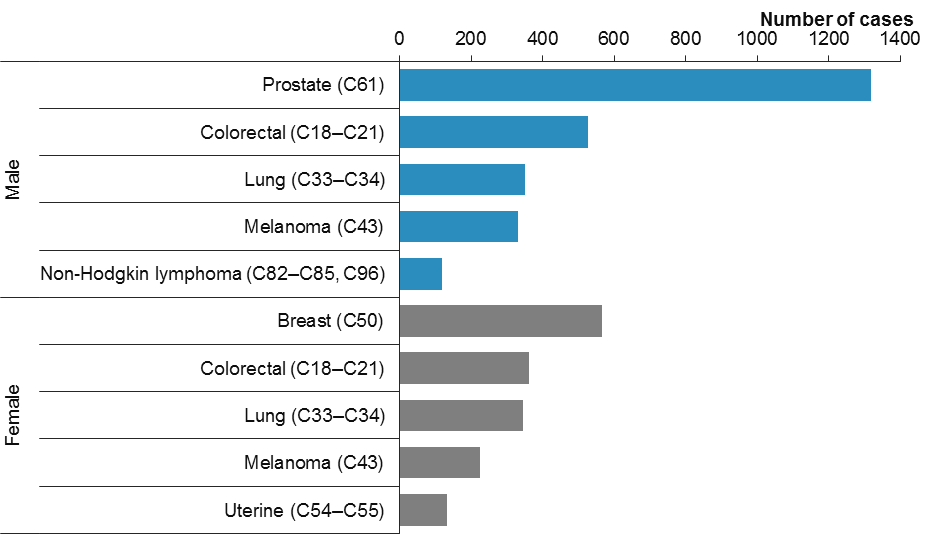 Number of cases
0 200 400 600 800 1000 1200 1400
Male
Prostate (C61)
Colorectal (C18–C21)
Lung (C33–C34)
Melanoma (C43)
Non-Hodgkin lymphoma (C82–C85, C96)
Female
Breast (C50)
Colorectal (C18–C21)
Lung (C33–C34)
Melanoma (C43)
Uterine (C54–C55)